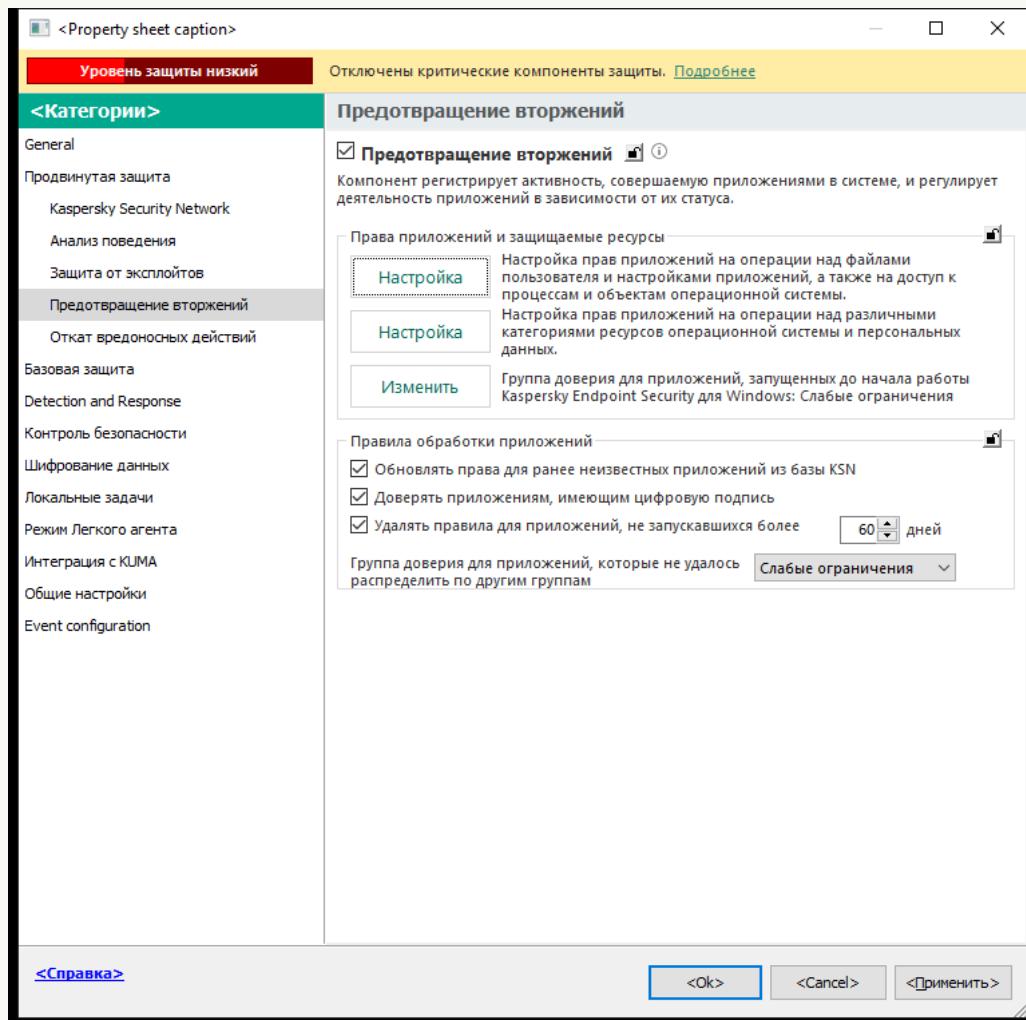 <Property sheet caption>
Уровень защиты низкий
Отключены критические компоненты защиты. Подробнее
<Категории>
General
Продвинутая защита
Kaspersky Security Network
Анализ поведения
Защита от эксплойтов
Предотвращение вторжений
Откат вредоносных действий
Базовая защита
Detection and Response
Контроль безопасности
Шифрование данных
Локальные задачи
Режим Легкого агента
Интеграция с KUMA
Общие настройки
Event configuration
Предотвращение вторжений
Предотвращение вторжений
Компонент регистрирует активность, совершаемую приложениями в системе, и регулирует
деятельность приложений в зависимости от их статуса.
Права приложений и защищаемые ресурсы
Настройка
Настройка прав приложений на операции над файлами
пользователя и настройками приложений, а также на доступ к
процессам и объектам операционной системы.
Настройка
Настройка прав приложений на операции над различными
категориями ресурсов операционной системы и персональных
данных.
Изменить
Группа доверия для приложений, запущенных до начала работы
Kaspersky Endpoint Security для Windows: Слабые ограничения
Правила обработки приложений
Обновлять права для ранее неизвестных приложений из базы KSN
Доверять приложениям, имеющим цифровую подпись
Удалять правила для приложений, не запускавшихся более 60 дней
Группа доверия для приложений, которые не удалось
распределить по другим группам
Слабые ограничения
<Справка>
<Ok>
<Cancel>
<Применить>